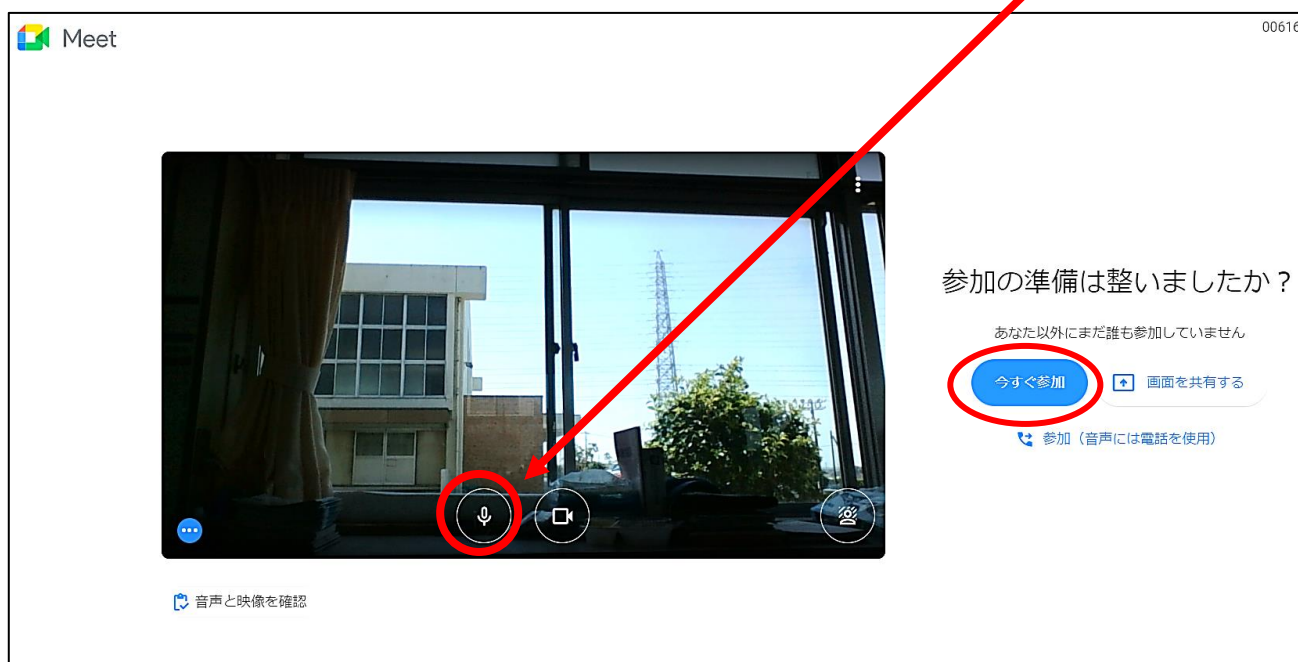 Meet
00616
参加の準備は整いましたか？
あなた以外にまだ誰も参加していません
今すぐ参加
画面を共有する
参加（音声には電話を使用）
音声と映像を確認